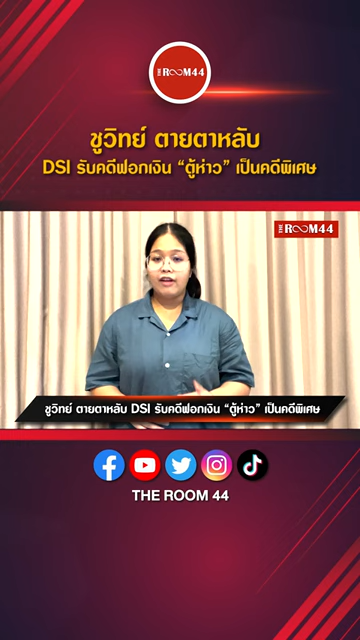 THE ROOM44
ชูวิทย์ ตายตาหลับ
DSI รับคดีฟอกเงิน “ตู้ห่าว” เป็นคดีพิเศษ
THE ROOM44
ชูวิทย์ ตายตาหลับ DSI รับคดีฟอกเงิน “ตู้ห่าว” เป็นคดีพิเศษ
THE ROOM 44